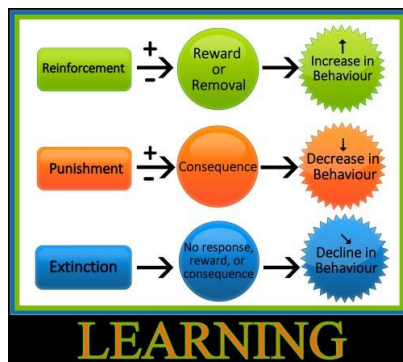 Reinforcement
+
−
Reward
or
Removal
↑
Increase in
Behaviour
Punishment
+
−
Consequence
↓
Decrease in
Behaviour
Extinction
No response,
reward, or
consequence
↘
Decline in
Behaviour
LEARNING